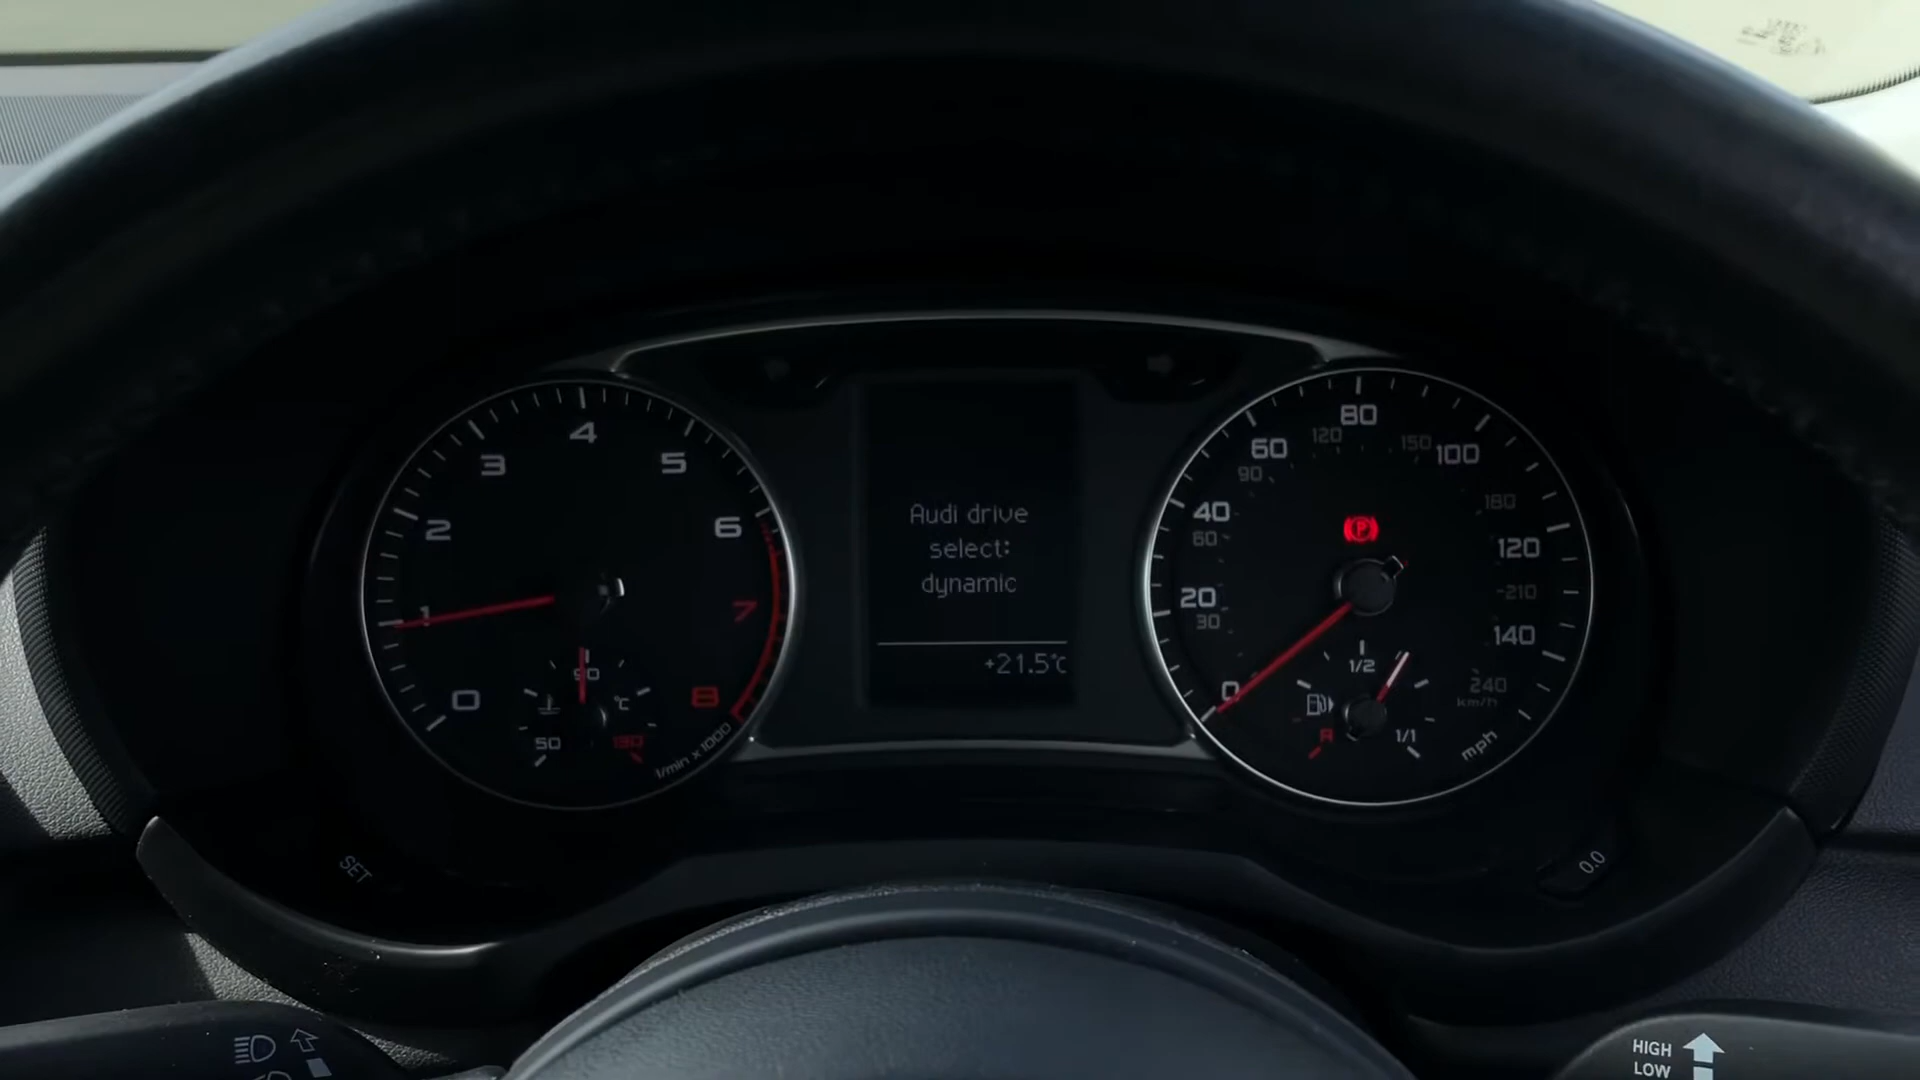 4
3
5
2
6
1
7
0
8
90
°C
50
130
1/min x 1000
Audi drive
select:
dynamic
+21.5°C
80
60
120
150
100
90
180
40
60
120
20
30
210
140
0
1/2
240
km/h
R
1/1
mph
P
SET
0.0
HIGH
LOW